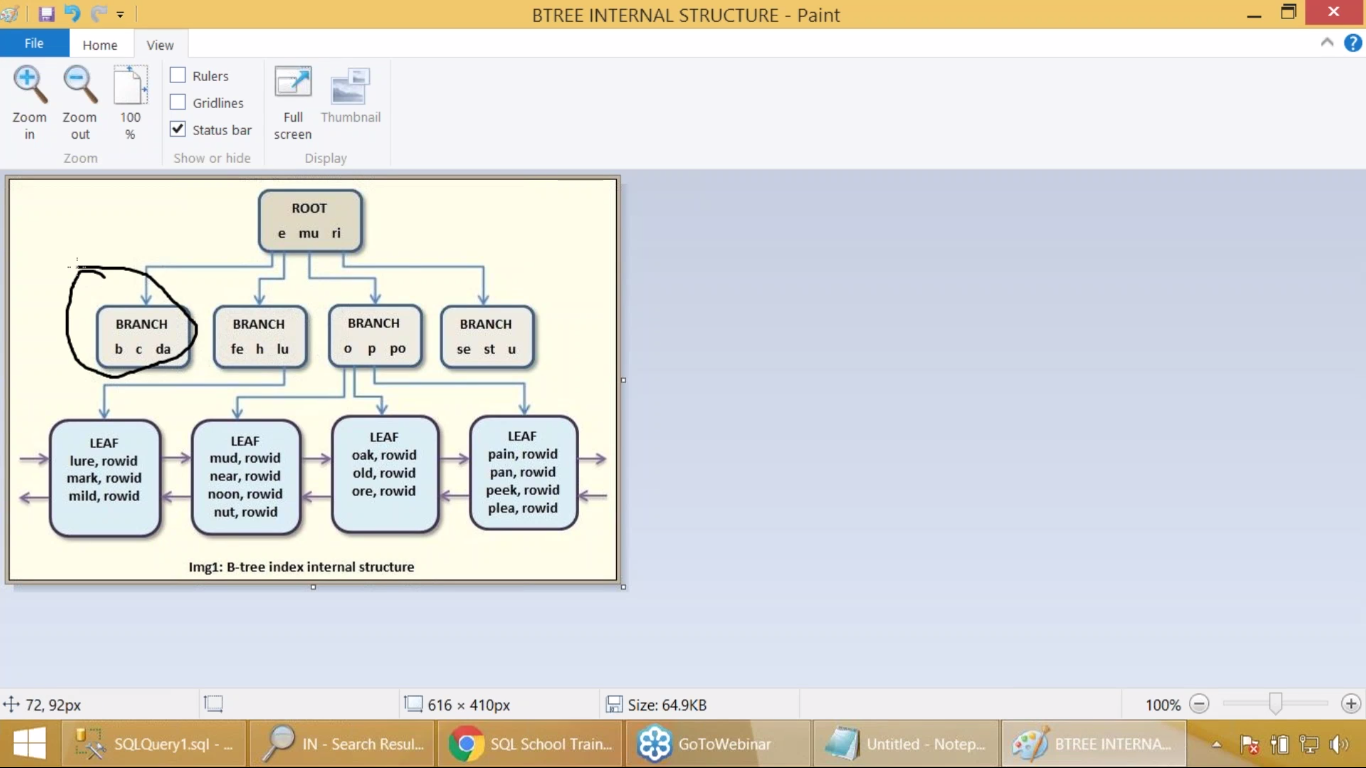 BTREE INTERNAL STRUCTURE - Paint
File Home View
Zoom in
Zoom out
100 %
Zoom
Rulers
Gridlines
Status bar
Show or hide
Full screen
Thumbnail
Display
ROOT
e mu ri
BRANCH
b c da
BRANCH
fe h lu
BRANCH
o p po
BRANCH
se st u
LEAF
lure, rowid
mark, rowid
mild, rowid
LEAF
mud, rowid
near, rowid
noon, rowid
nut, rowid
LEAF
oak, rowid
old, rowid
ore, rowid
LEAF
pain, rowid
pan, rowid
peek, rowid
plea, rowid
Img1: B-tree index internal structure
72, 92px
616 × 410px
Size: 64.9KB
100%
SQLQuery1.sql - ...
IN - Search Resul...
SQL School Train...
GoToWebinar
Untitled - Notep...
BTREE INTERNA...